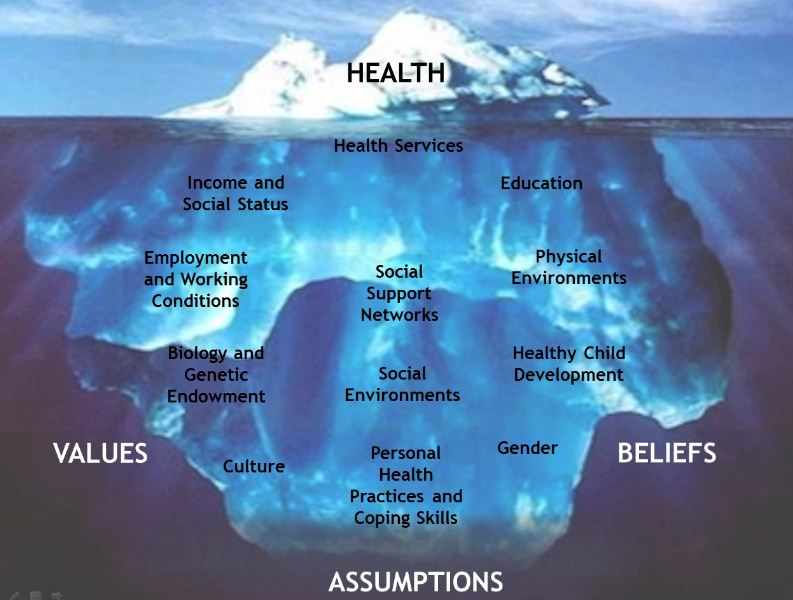 HEALTH
Health Services
Income and
Social Status
Education
Employment
and Working
Conditions
Social
Support
Networks
Physical
Environments
Biology and
Genetic
Endowment
Social
Environments
Healthy Child
Development
VALUES
Culture
Personal
Health
Practices and
Coping Skills
Gender
BELIEFS
ASSUMPTIONS